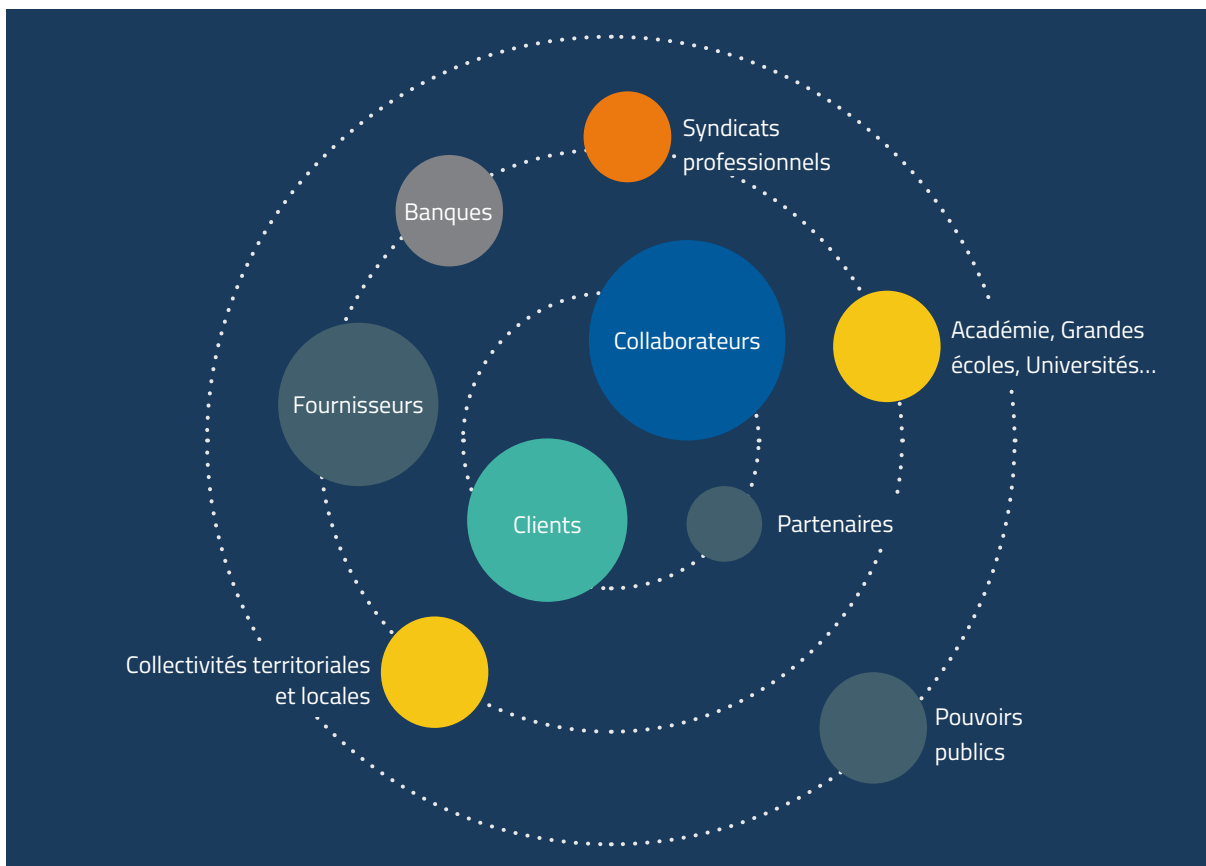 Syndicats
professionnels
Banques
Collaborateurs
Académie, Grandes
écoles, Universités...
Fournisseurs
Clients
Partenaires
Collectivités territoriales
et locales
Pouvoirs
publics